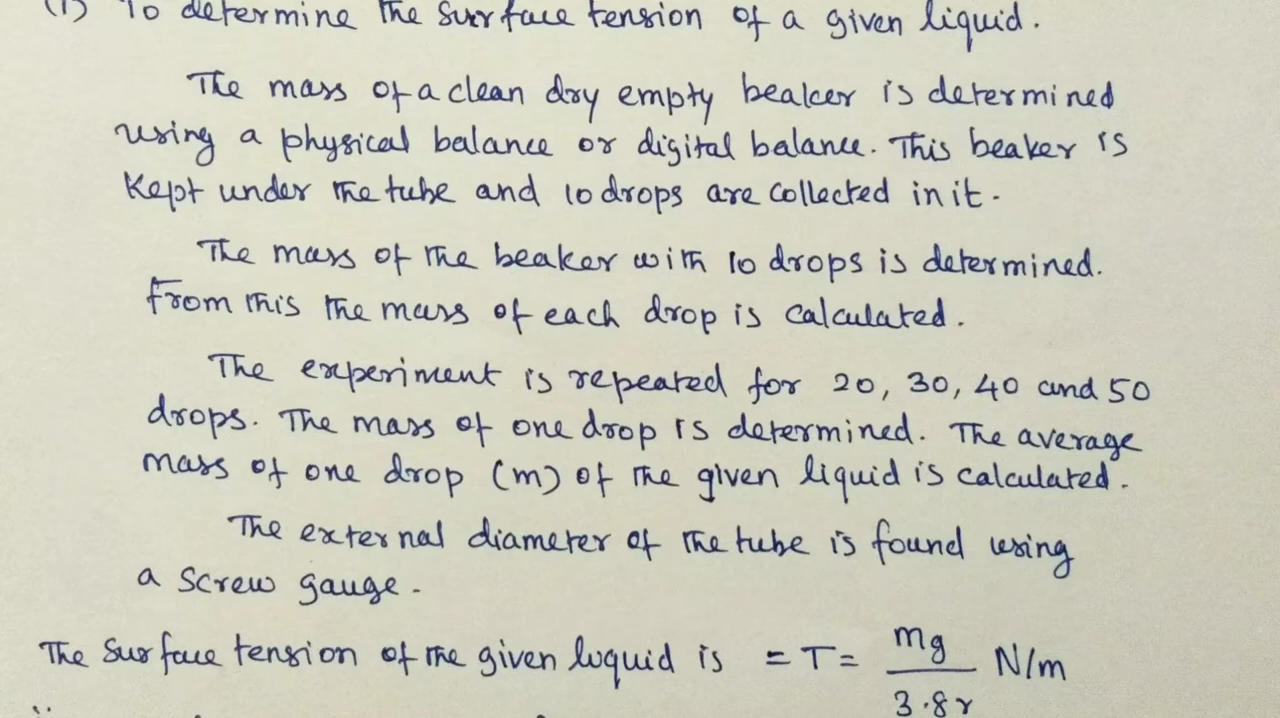 (1) To determine the surface tension of a given liquid.
The mass of a clean dry empty beaker is determined
using a physical balance or digital balance. This beaker is
kept under the tube and 10 drops are collected in it.
The mass of the beaker with 10 drops is determined.
From this the mass of each drop is calculated.
The experiment is repeated for 20, 30, 40 and 50
drops. The mass of one drop is determined. The average
mass of one drop (m) of the given liquid is calculated.
The external diameter of the tube is found using
a screw gauge.
The surface tension of the given luquid is = T = mg / 3.8r N/m